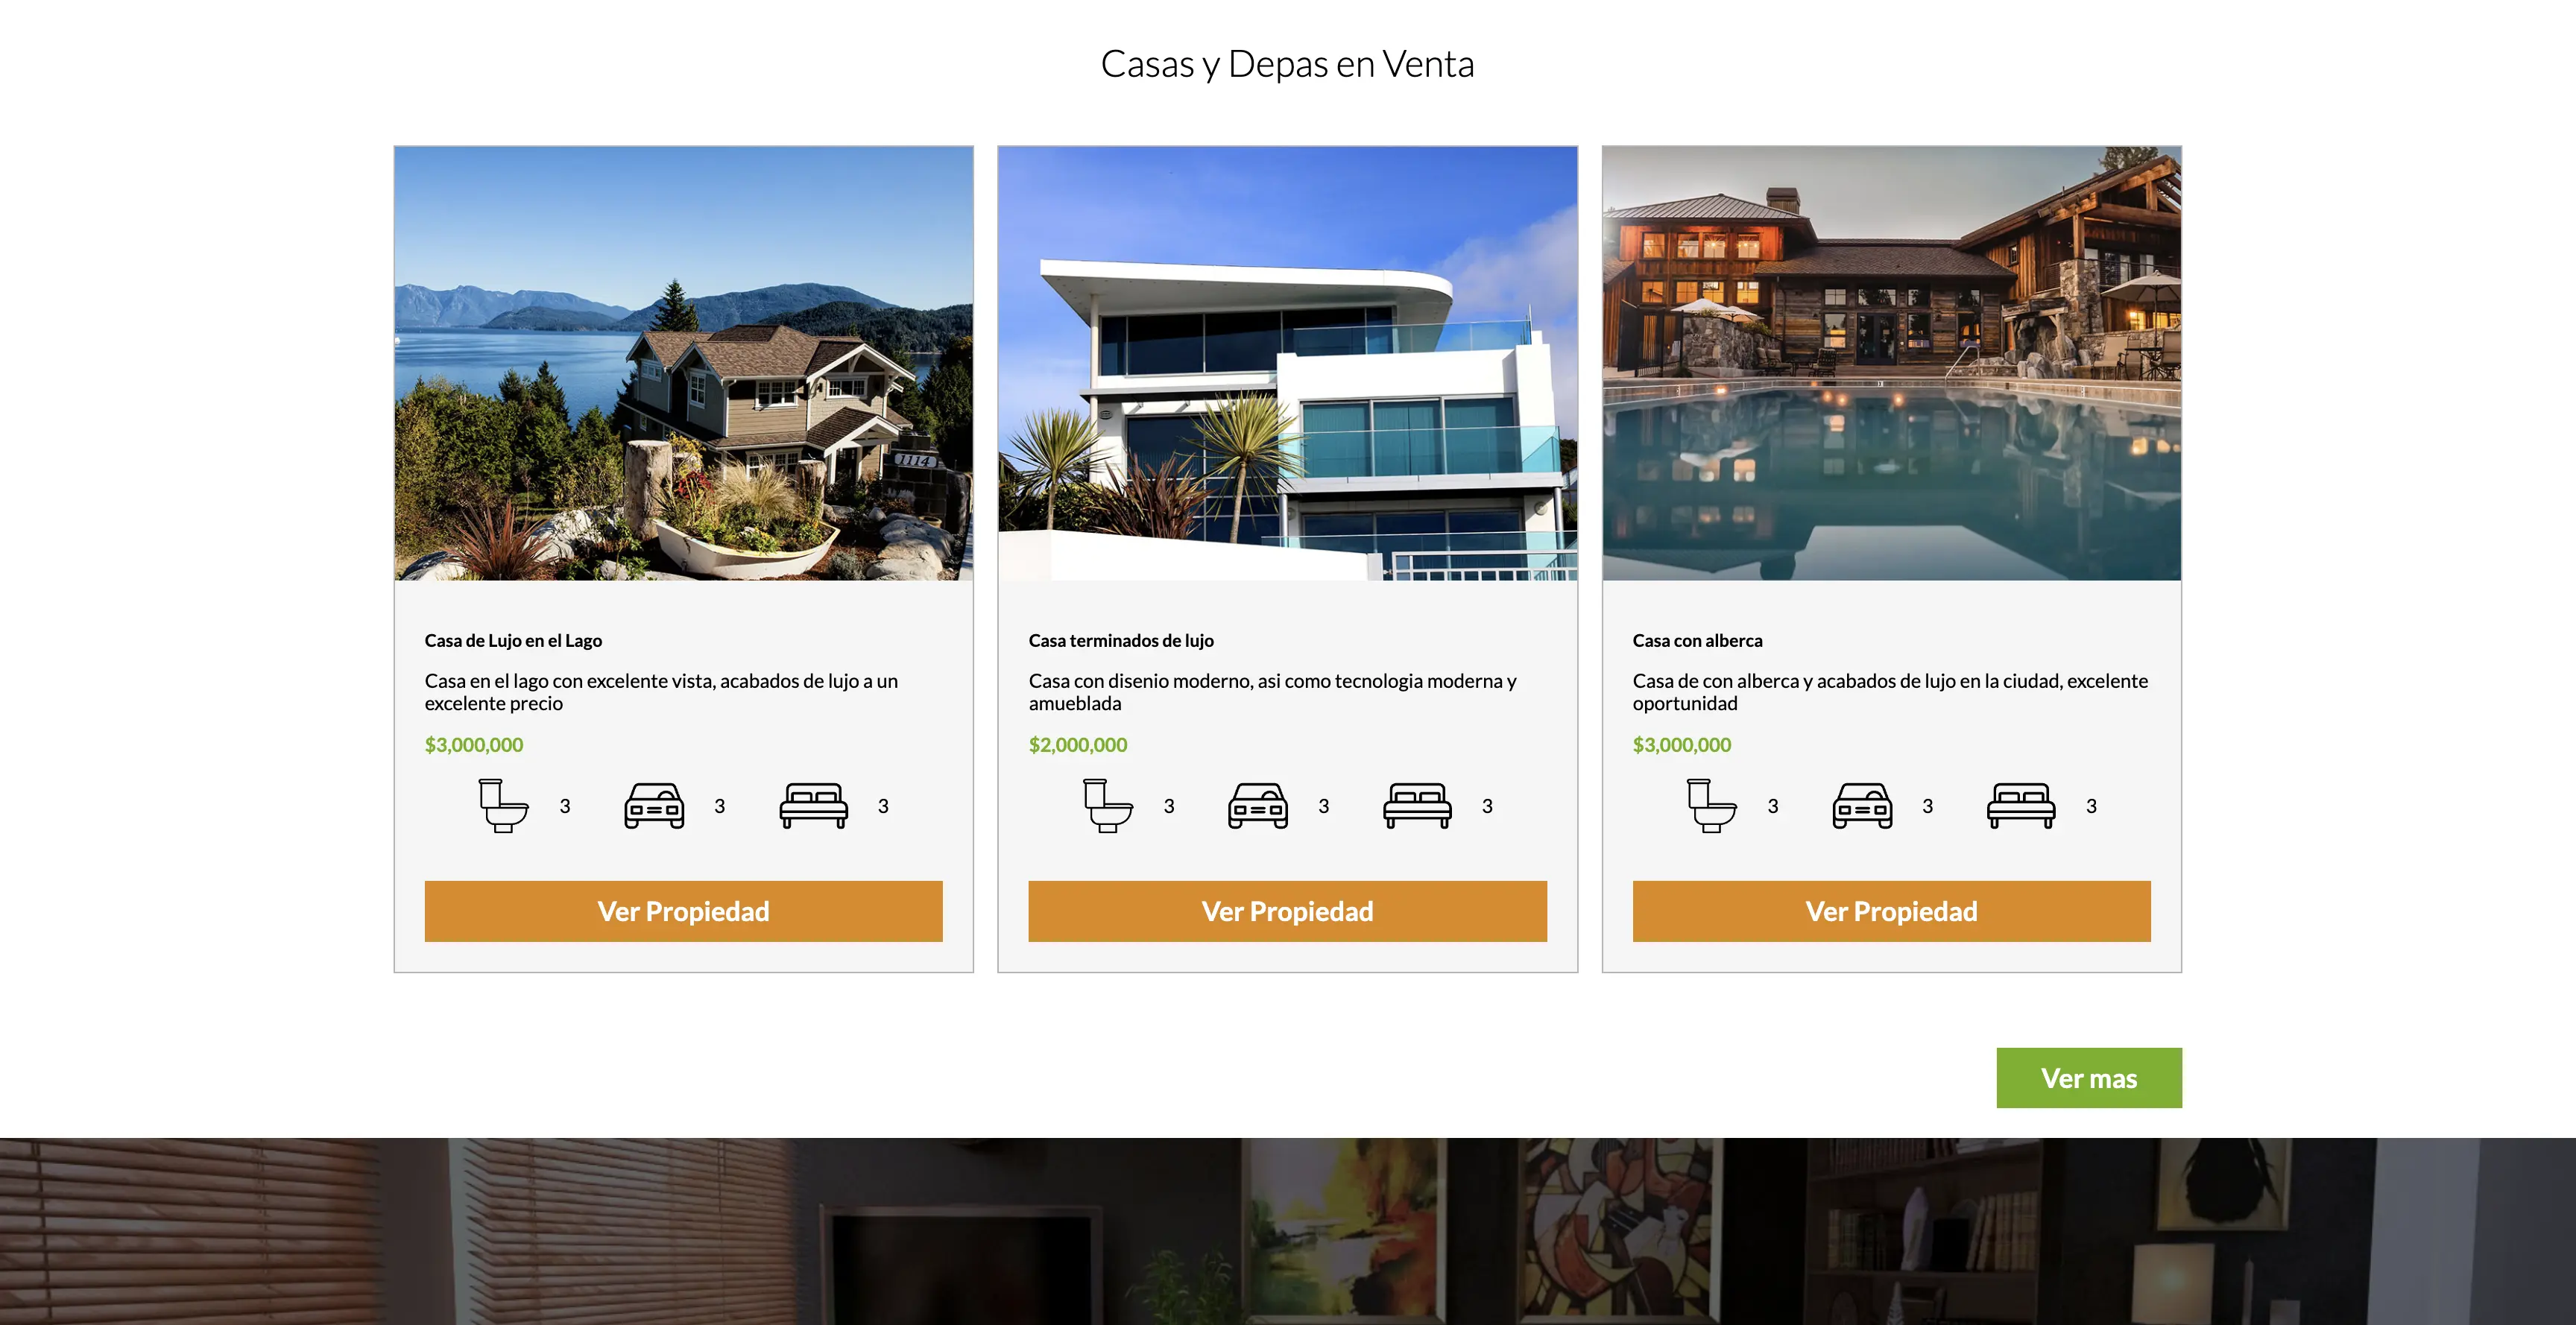 Casas y Depas en Venta
1114
Casa de Lujo en el Lago
Casa en el lago con excelente vista, acabados de lujo a un
excelente precio
$3,000,000
3 3 3
Ver Propiedad
Casa terminados de lujo
Casa con disenio moderno, asi como tecnologia moderna y
amueblada
$2,000,000
3 3 3
Ver Propiedad
Casa con alberca
Casa de con alberca y acabados de lujo en la ciudad, excelente
oportunidad
$3,000,000
3 3 3
Ver Propiedad
Ver mas